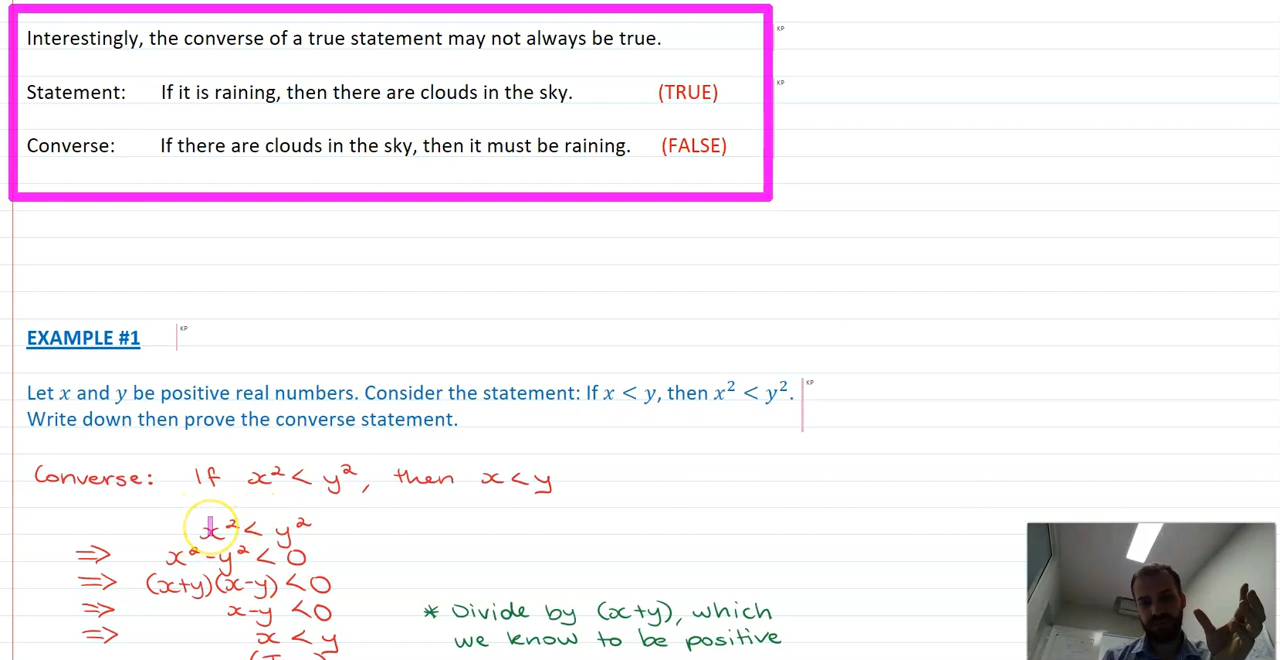 Interestingly, the converse of a true statement may not always be true.
KP
Statement: If it is raining, then there are clouds in the sky. (TRUE)
KP
Converse: If there are clouds in the sky, then it must be raining. (FALSE)
EXAMPLE #1
KP
Let x and y be positive real numbers. Consider the statement: If x < y, then x² < y².
KP
Write down then prove the converse statement.
Converse: If x² < y², then x < y
x² < y²
⇒ x² - y² < 0
⇒ (x+y)(x-y) < 0
⇒ x-y < 0 * Divide by (x+y), which
⇒ x < y we know to be positive